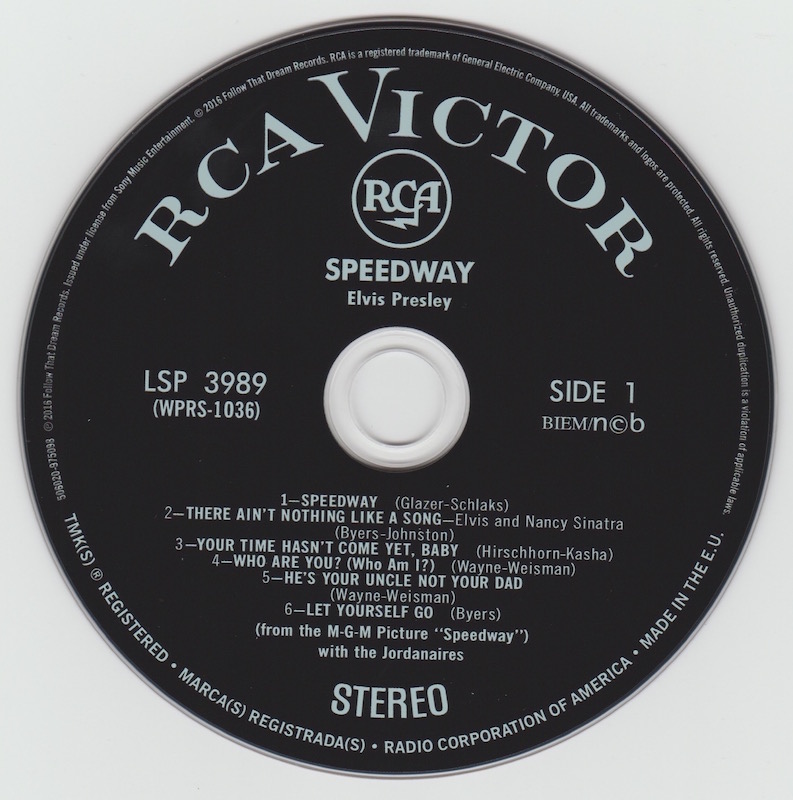 506020-975098 ℗ 2016 Follow That Dream Records. Issued under license from Sony Music Entertainment. © 2016 Follow That Dream Records. RCA is a registered trademark of General Electric Company, USA. All trademarks and logos are protected. All rights reserved. Unauthorized duplication is a violation of applicable laws.
RCA VICTOR
RCA
SPEEDWAY
Elvis Presley
LSP 3989
(WPRS-1036)
SIDE 1
BIEM/n©b
1—SPEEDWAY (Glazer-Schlaks)
2—THERE AIN'T NOTHING LIKE A SONG—Elvis and Nancy Sinatra
(Byers-Johnston)
3—YOUR TIME HASN'T COME YET, BABY (Hirschhorn-Kasha)
4—WHO ARE YOU? (Who Am I?) (Wayne-Weisman)
5—HE'S YOUR UNCLE NOT YOUR DAD
(Wayne-Weisman)
6—LET YOURSELF GO (Byers)
(from the M-G-M Picture "Speedway")
with the Jordanaires
STEREO
TMK(S) ® REGISTERED • MARCA(S) REGISTRADA(S) • RADIO CORPORATION OF AMERICA • MADE IN THE E.U.